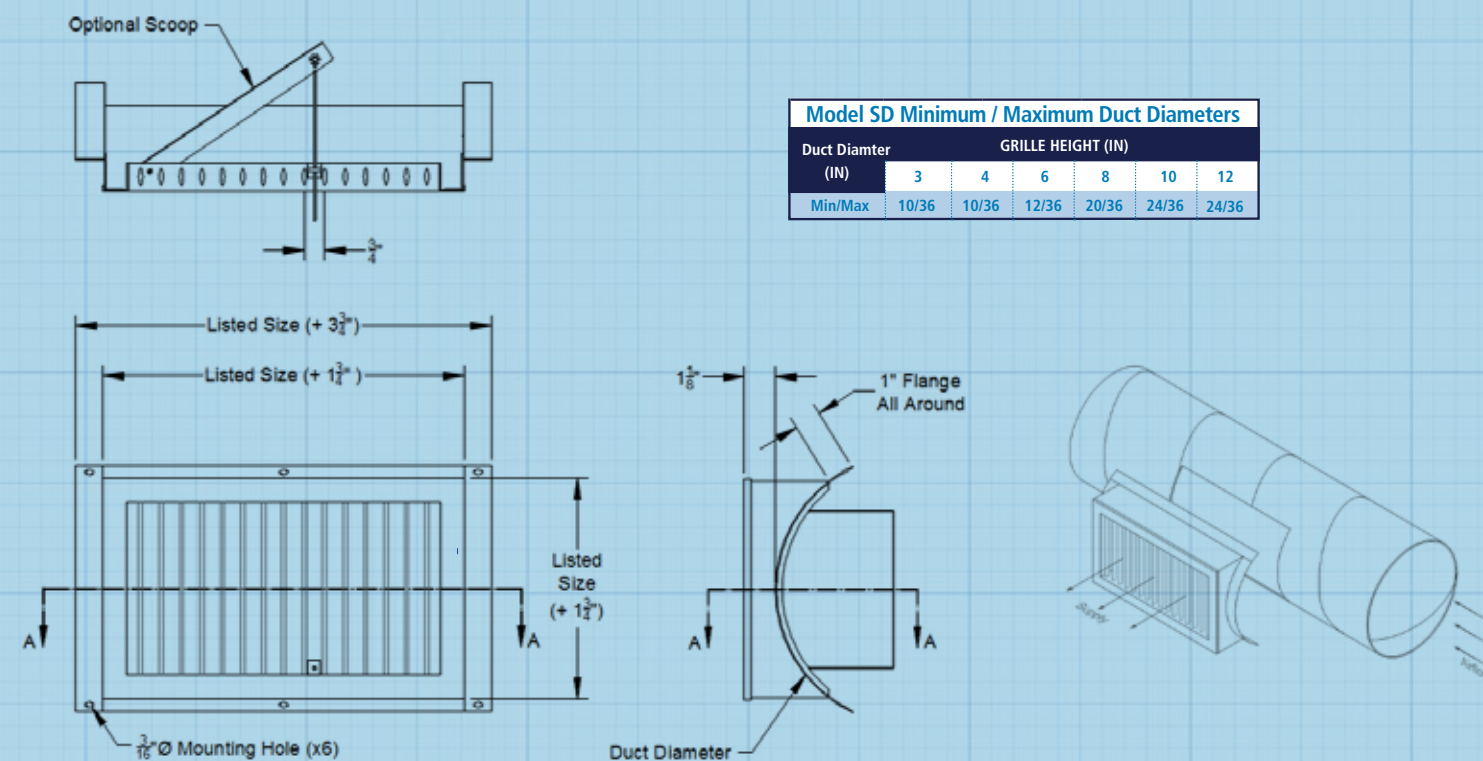 Optional Scoop
3/4"
Model SD Minimum / Maximum Duct Diameters
Duct Diamter
(IN)
GRILLE HEIGHT (IN)
3 4 6 8 10 12
Min/Max 10/36 10/36 12/36 20/36 24/36 24/36
Listed Size (+ 3 3/4")
Listed Size (+ 1 3/4" )
Listed
Size
(+ 1 3/4")
A
A
3/16"Ø Mounting Hole (x6)
1 1/8"
1" Flange
All Around
A
A
Duct Diameter
Supply